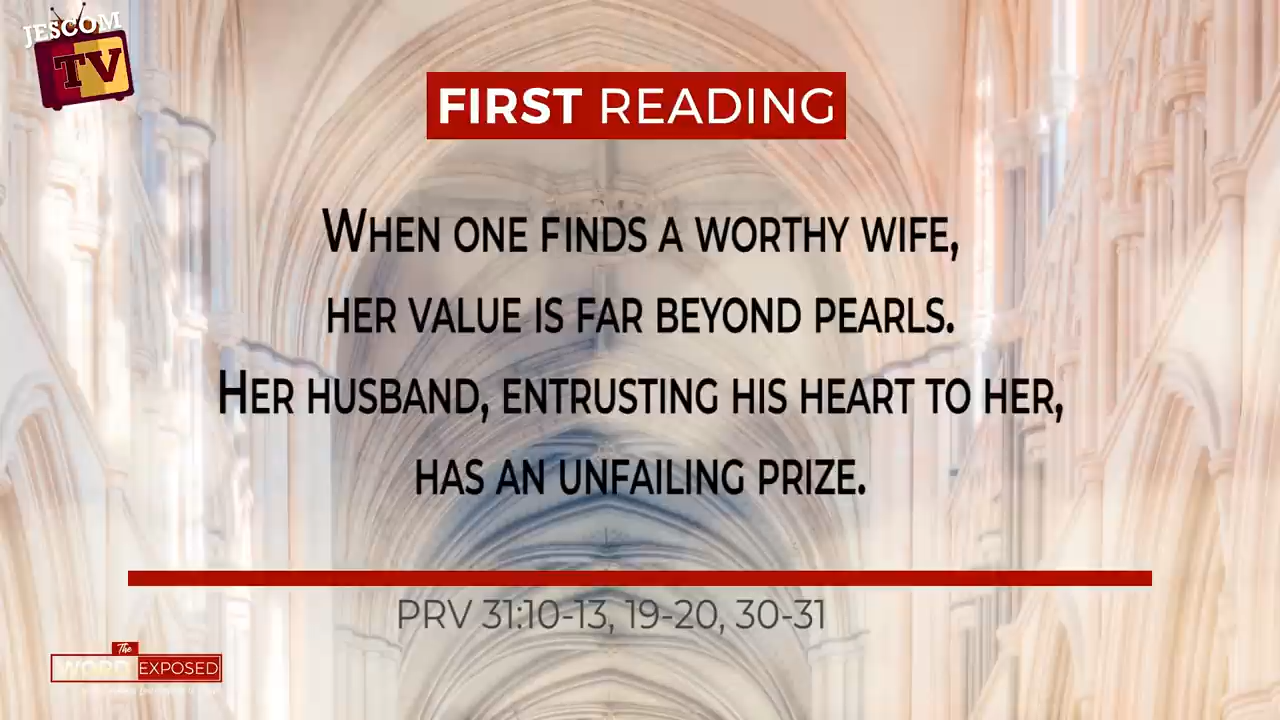 JESCOM
TV
FIRST READING
WHEN ONE FINDS A WORTHY WIFE,
HER VALUE IS FAR BEYOND PEARLS.
HER HUSBAND, ENTRUSTING HIS HEART TO HER,
HAS AN UNFAILING PRIZE.
PRV 31:10-13, 19-20, 30-31
The
WORD EXPOSED